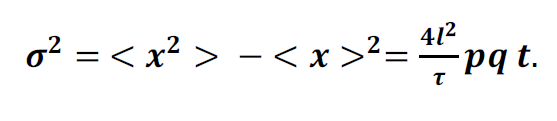 σ² = < x² > − < x >² = 4l²/τ pq t.